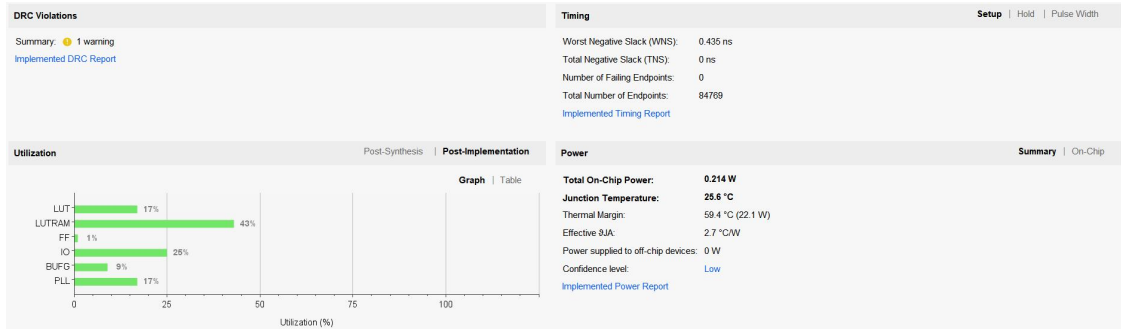 DRC Violations
Summary: 1 warning
Implemented DRC Report
Timing
Setup | Hold | Pulse Width
Worst Negative Slack (WNS): 0.435 ns
Total Negative Slack (TNS): 0 ns
Number of Failing Endpoints: 0
Total Number of Endpoints: 84769
Implemented Timing Report
Utilization
Post-Synthesis | Post-Implementation
Graph | Table
LUT 17%
LUTRAM 43%
FF 1%
IO 25%
BUFG 9%
PLL 17%
0 25 50 75 100
Utilization (%)
Power
Summary | On-Chip
Total On-Chip Power: 0.214 W
Junction Temperature: 25.6 °C
Thermal Margin: 59.4 °C (22.1 W)
Effective ϑJA: 2.7 °C/W
Power supplied to off-chip devices: 0 W
Confidence level: Low
Implemented Power Report